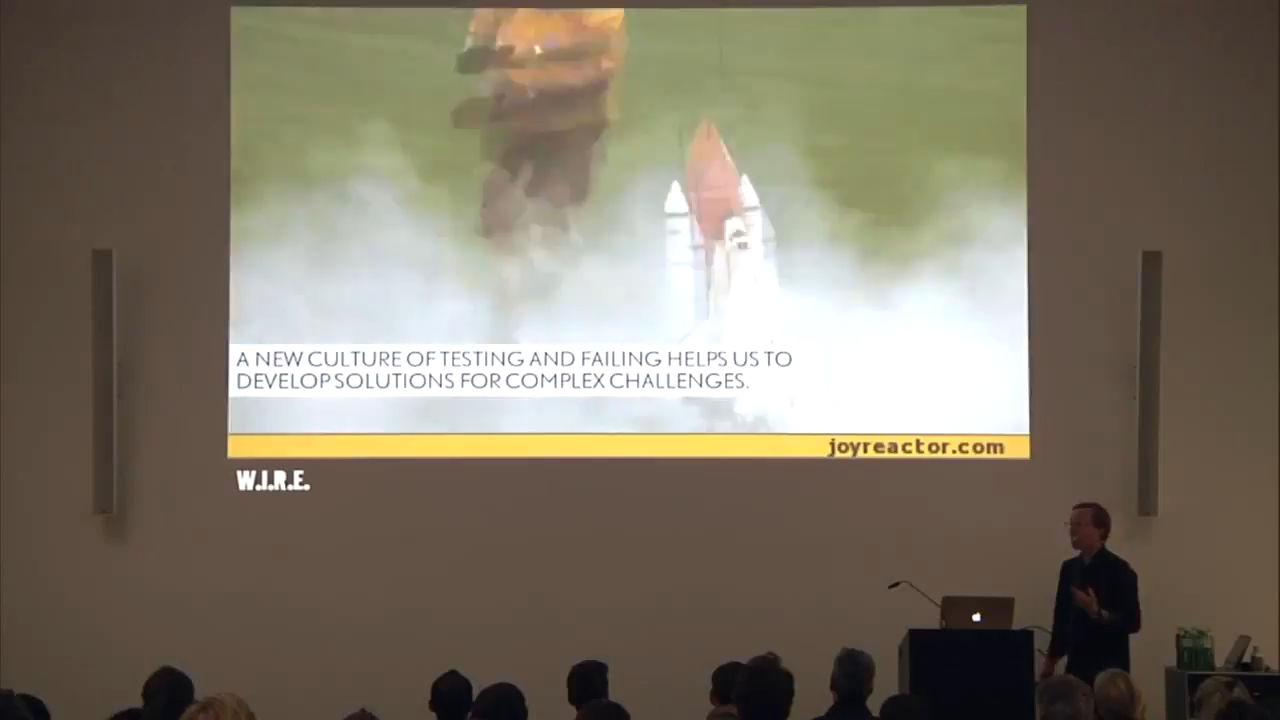 A NEW CULTURE OF TESTING AND FAILING HELPS US TO
DEVELOP SOLUTIONS FOR COMPLEX CHALLENGES.
joyreactor.com
W.I.R.E.